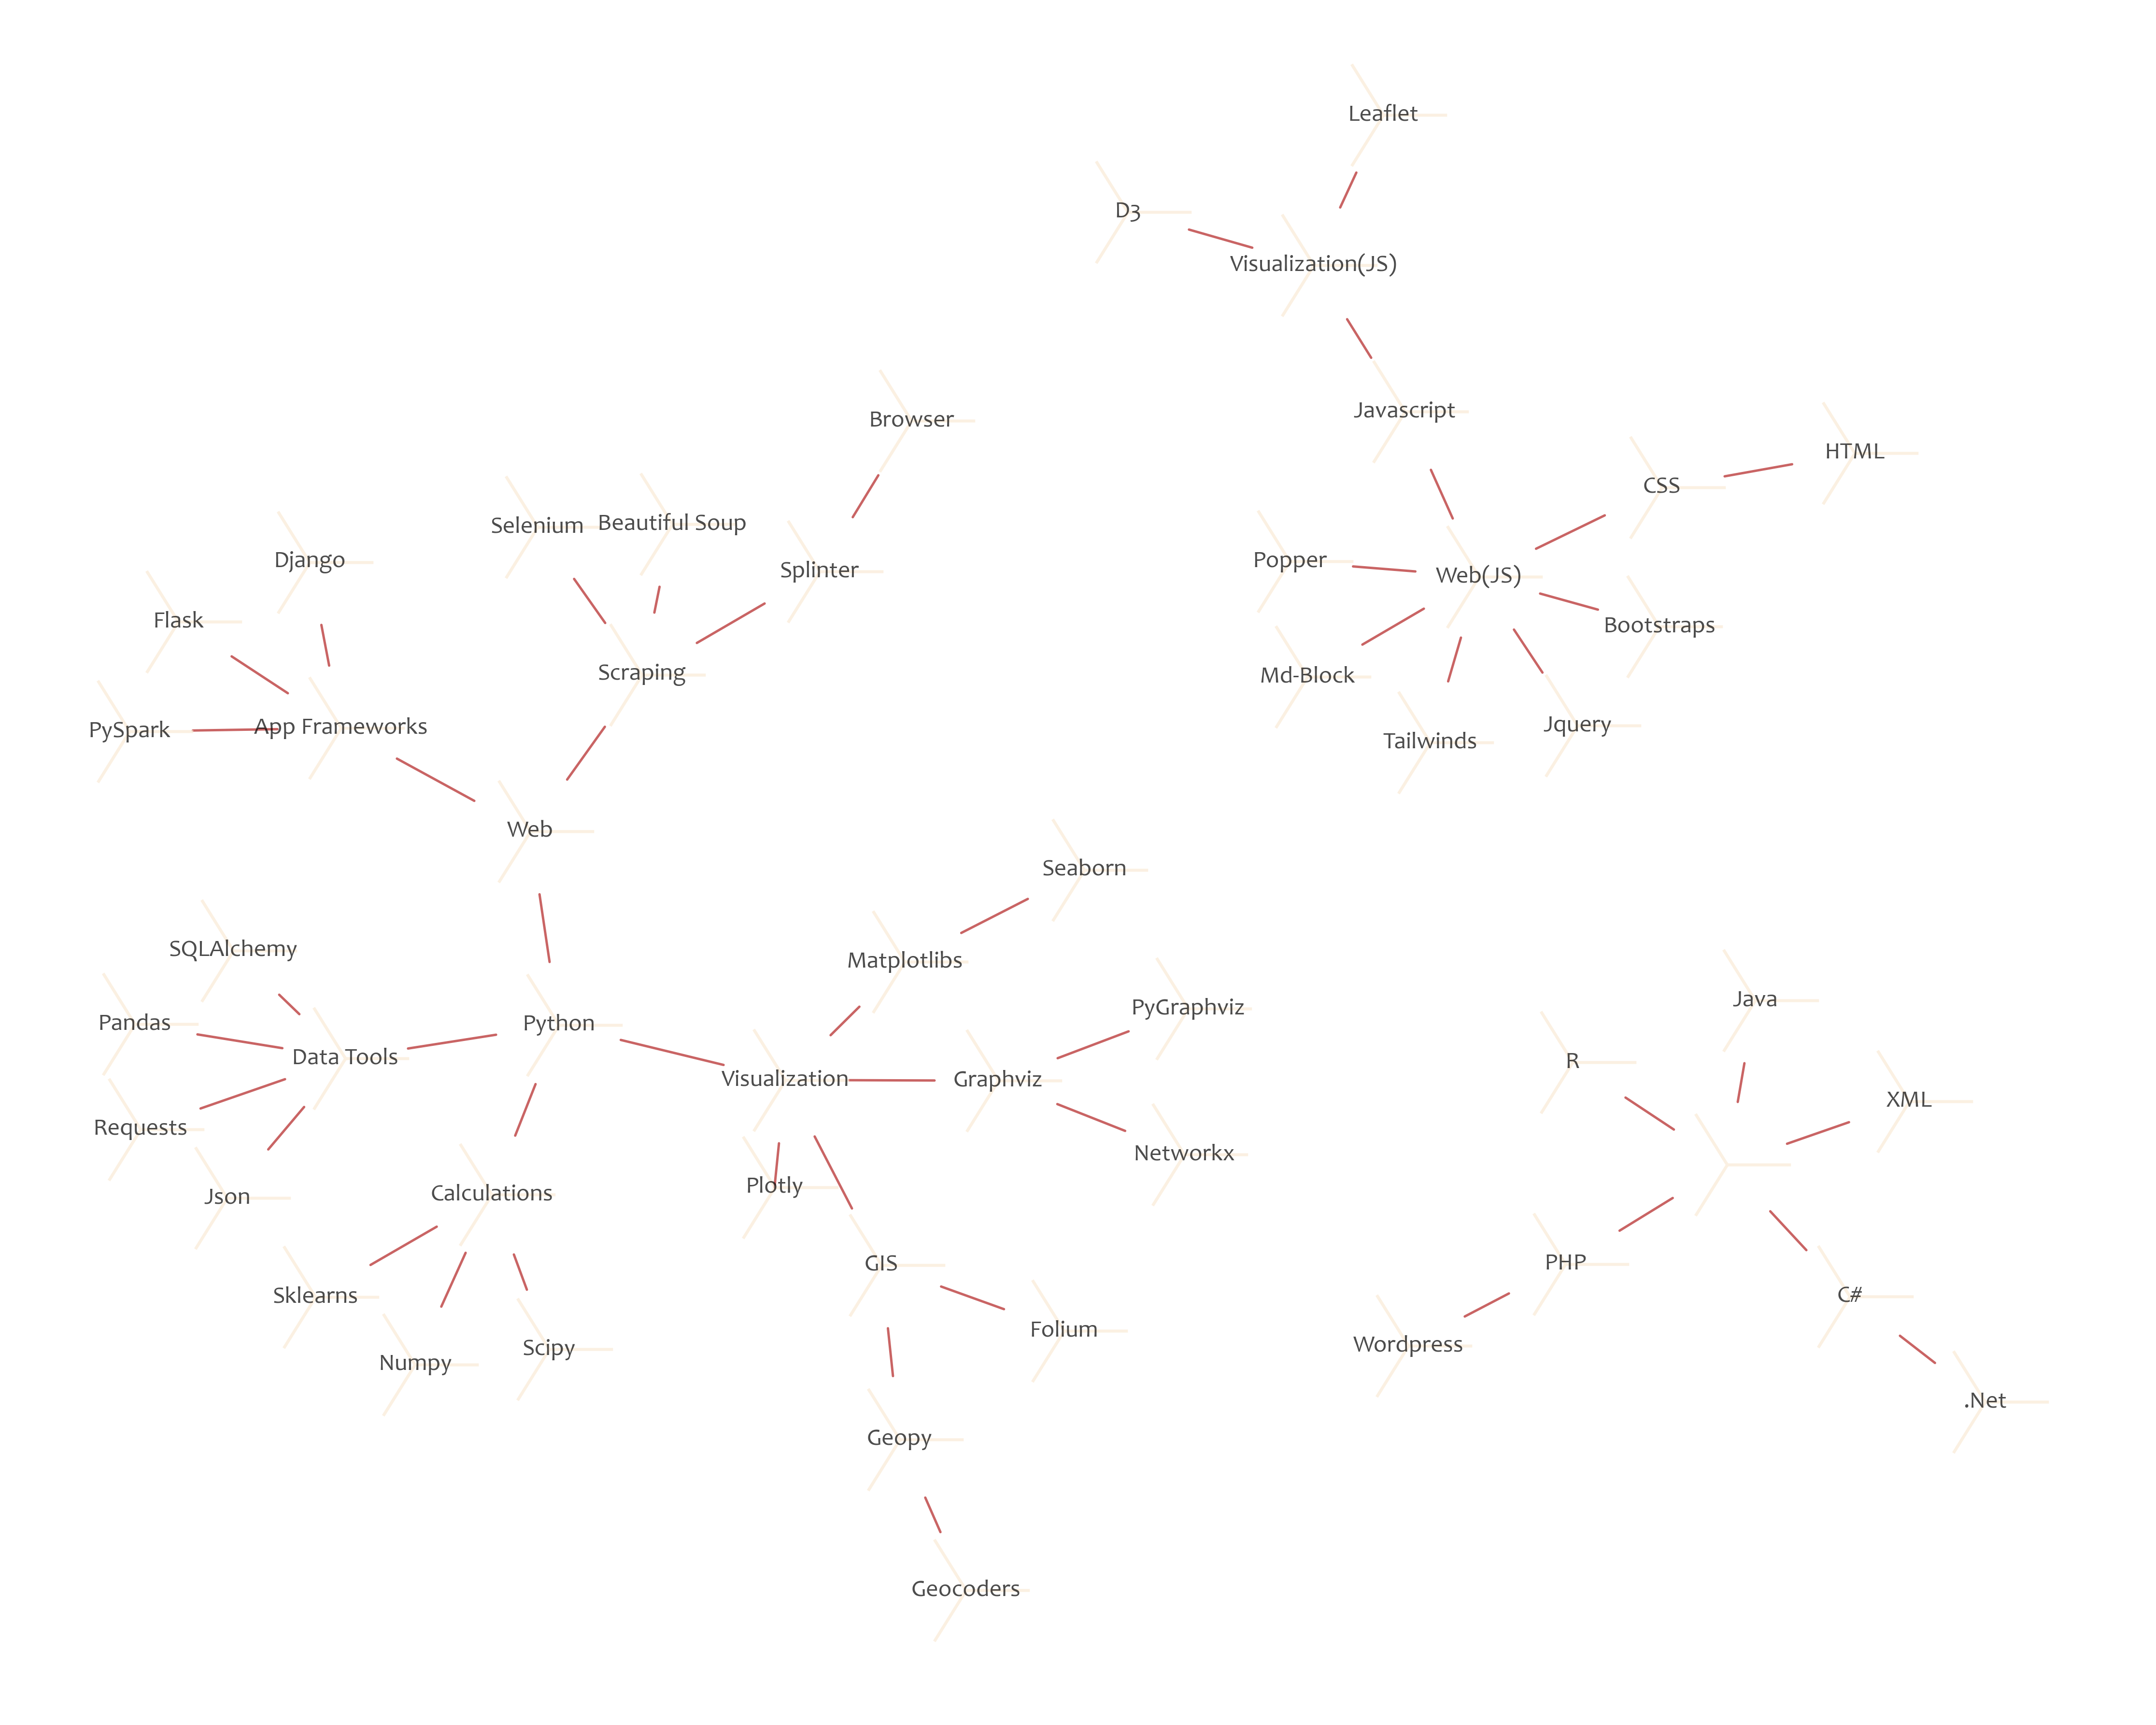 Leaflet
D3
Visualization(JS)
Javascript
Browser
HTML
CSS
Selenium
Beautiful Soup
Splinter
Django
Popper
Web(JS)
Flask
Bootstraps
Scraping
Md-Block
PySpark
App Frameworks
Jquery
Tailwinds
Web
Seaborn
SQLAlchemy
Matplotlibs
Java
PyGraphviz
Pandas
Python
Data Tools
R
Visualization
Graphviz
XML
Requests
Networkx
Plotly
Calculations
Json
GIS
PHP
Sklearns
C#
Folium
Wordpress
Scipy
Numpy
.Net
Geopy
Geocoders